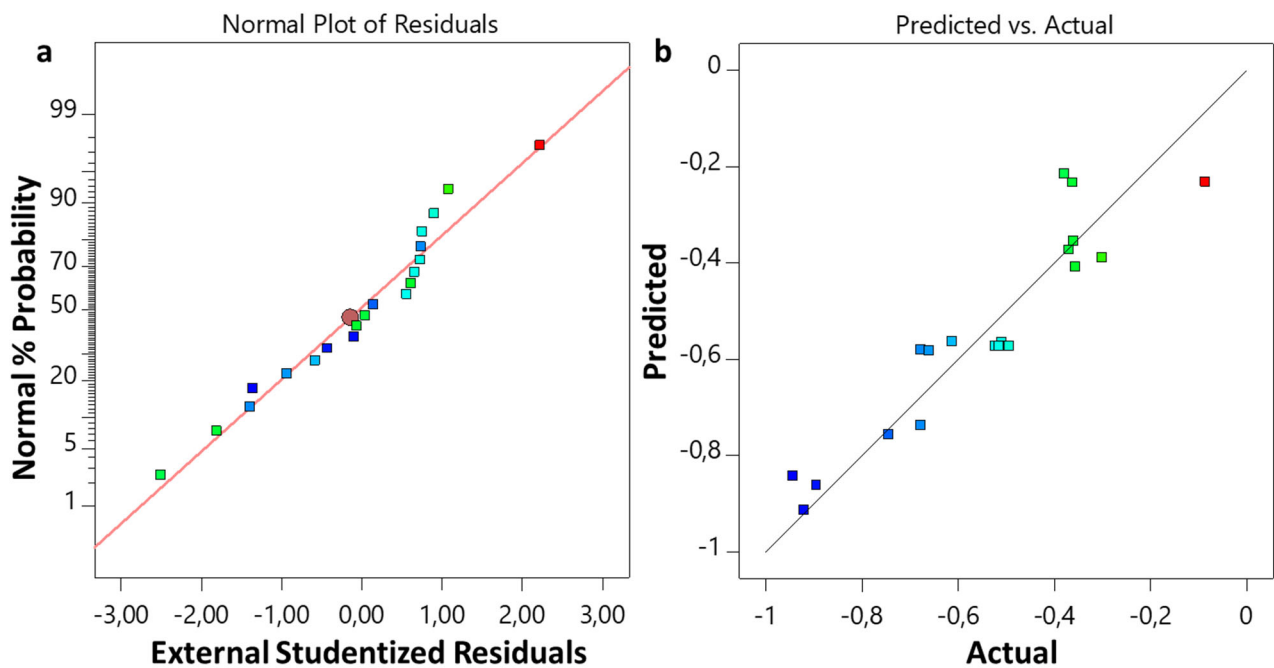 Normal Plot of Residuals
a
Normal % Probability
99
90
70
50
20
5
1
-3,00 -2,00 -1,00 0,00 1,00 2,00 3,00
External Studentized Residuals
Predicted vs. Actual
b
Predicted
0
-0,2
-0,4
-0,6
-0,8
-1
-1 -0,8 -0,6 -0,4 -0,2 0
Actual